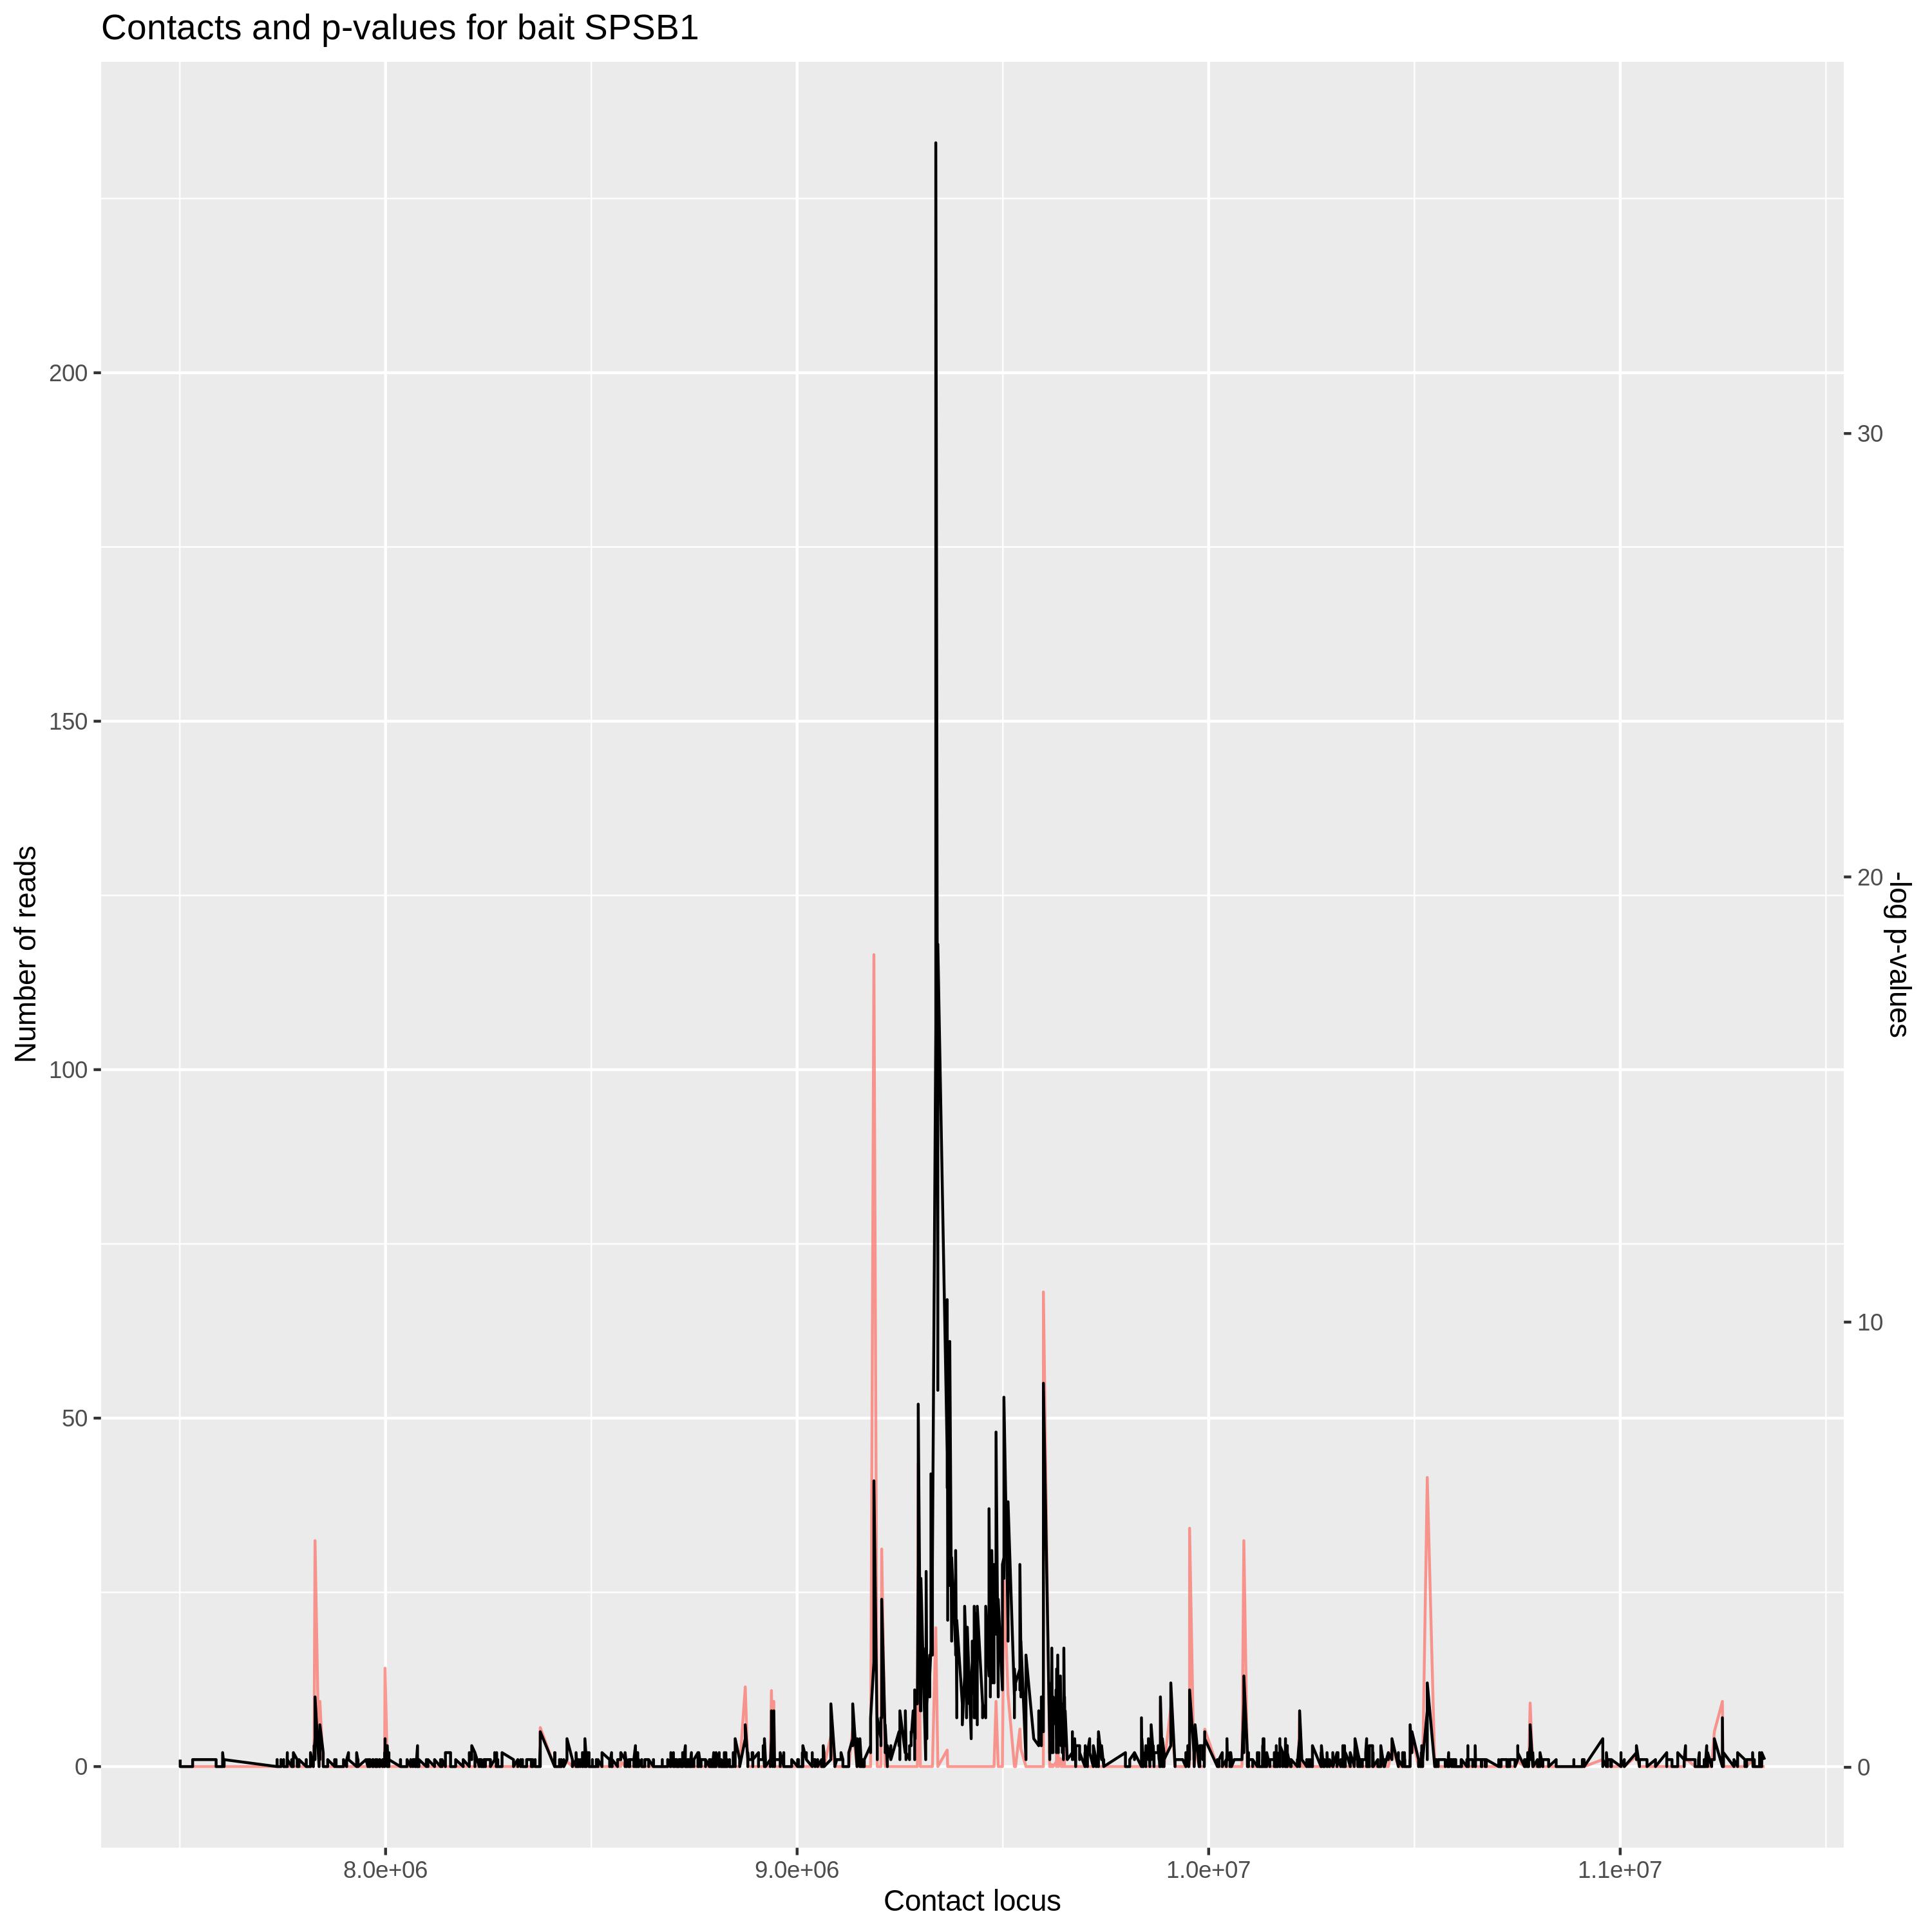 Contacts and p-values for bait SPSB1
Number of reads
200
150
100
50
0
30
20
10
0
-log p-values
8.0e+06
9.0e+06
1.0e+07
1.1e+07
Contact locus